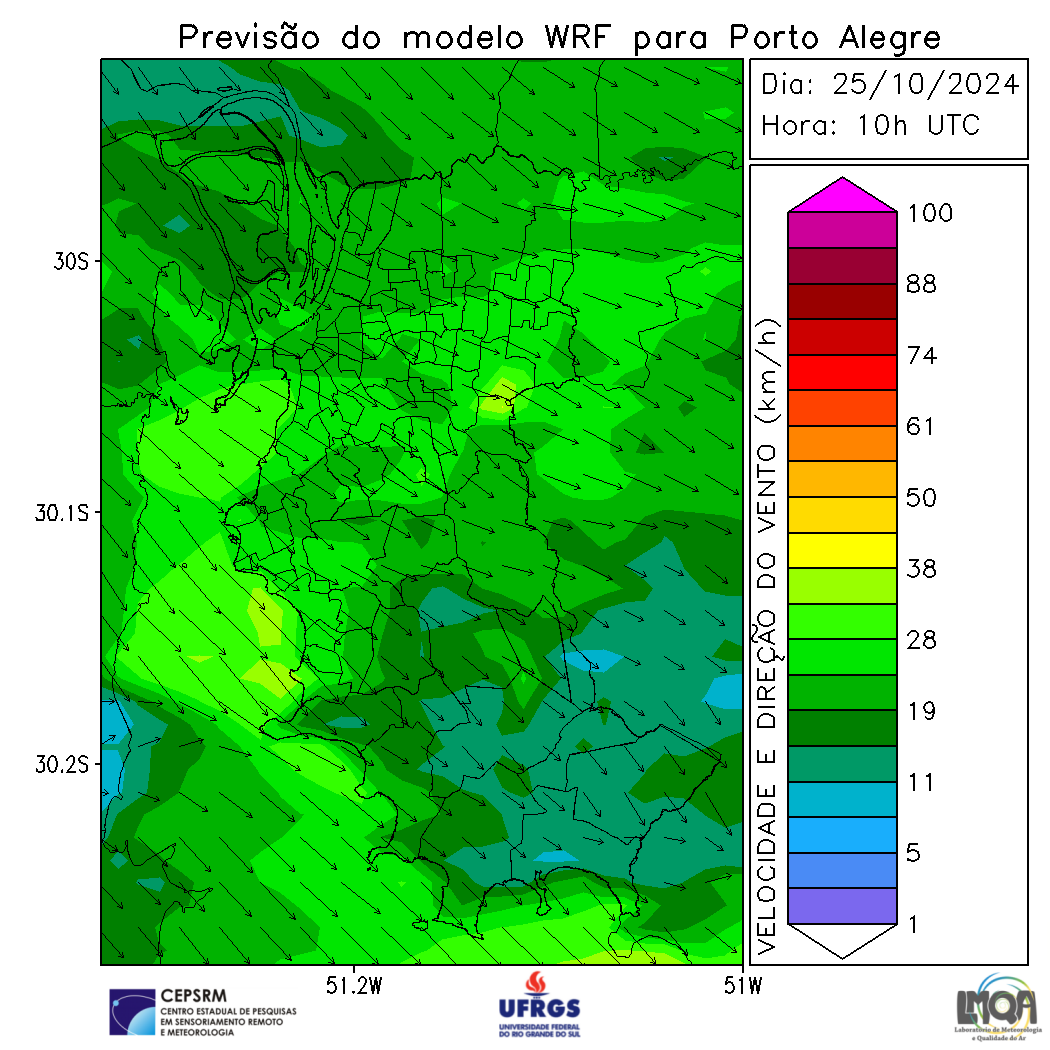 Previsão do modelo WRF para Porto Alegre
Dia: 25/10/2024
Hora: 10h UTC
30S
30.1S
30.2S
51.2W
51W
VELOCIDADE E DIREÇÃO DO VENTO (km/h)
100
88
74
61
50
38
28
19
11
5
1
CEPSRM
CENTRO ESTADUAL DE PESQUISAS
EM SENSORIAMENTO REMOTO
E METEOROLOGIA
UFRGS
UNIVERSIDADE FEDERAL
DO RIO GRANDE DO SUL
LMQA
Laboratório de Meteorologia
e Qualidade do Ar